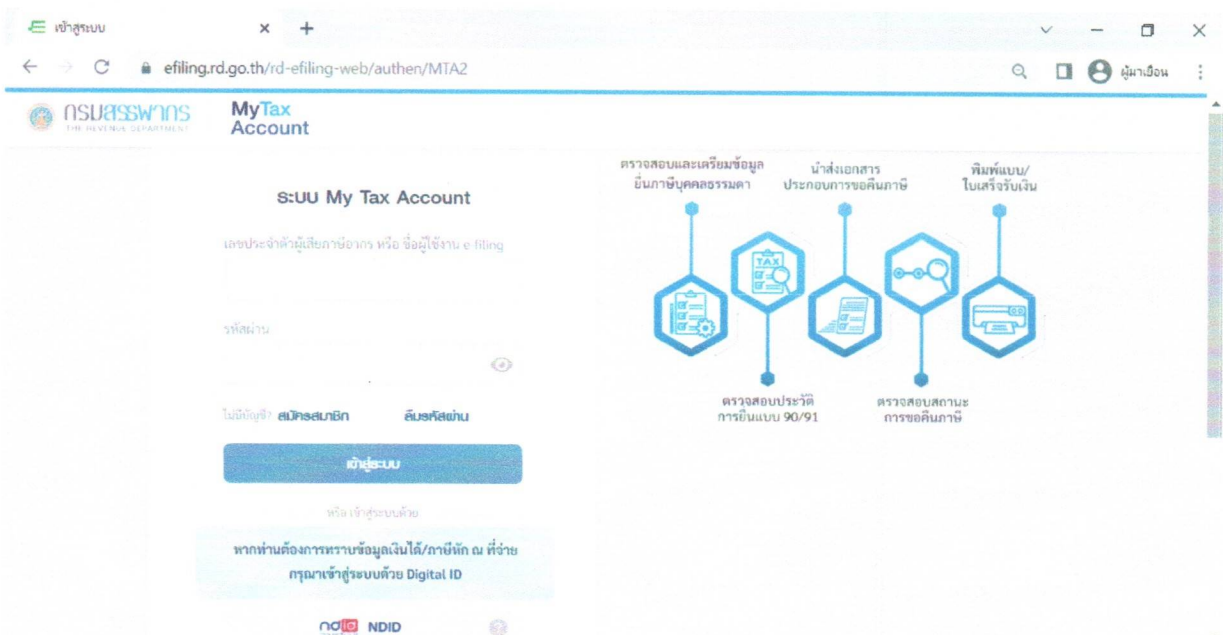 เข้าสู่ระบบ
efiling.rd.go.th/rd-efiling-web/authen/MTA2
ผู้มาเยือน
กรมสรรพากร
THE REVENUE DEPARTMENT
MyTax
Account
ระบบ My Tax Account
เลขประจำตัวผู้เสียภาษีอากร หรือ ชื่อผู้ใช้งาน e-filing
รหัสผ่าน
ไม่มีบัญชี? สมัครสมาชิก ลืมรหัสผ่าน
เข้าสู่ระบบ
หรือ เข้าสู่ระบบด้วย
หากท่านต้องการทราบข้อมูลเงินได้/ภาษีหัก ณ ที่จ่าย
กรุณาเข้าสู่ระบบด้วย Digital ID
ndid NDID
ตรวจสอบและเตรียมข้อมูล
ยื่นภาษีบุคคลธรรมดา
นำส่งเอกสาร
ประกอบการขอคืนภาษี
พิมพ์แบบ/
ใบเสร็จรับเงิน
TAX
ตรวจสอบประวัติ
การยื่นแบบ 90/91
ตรวจสอบสถานะ
การขอคืนภาษี